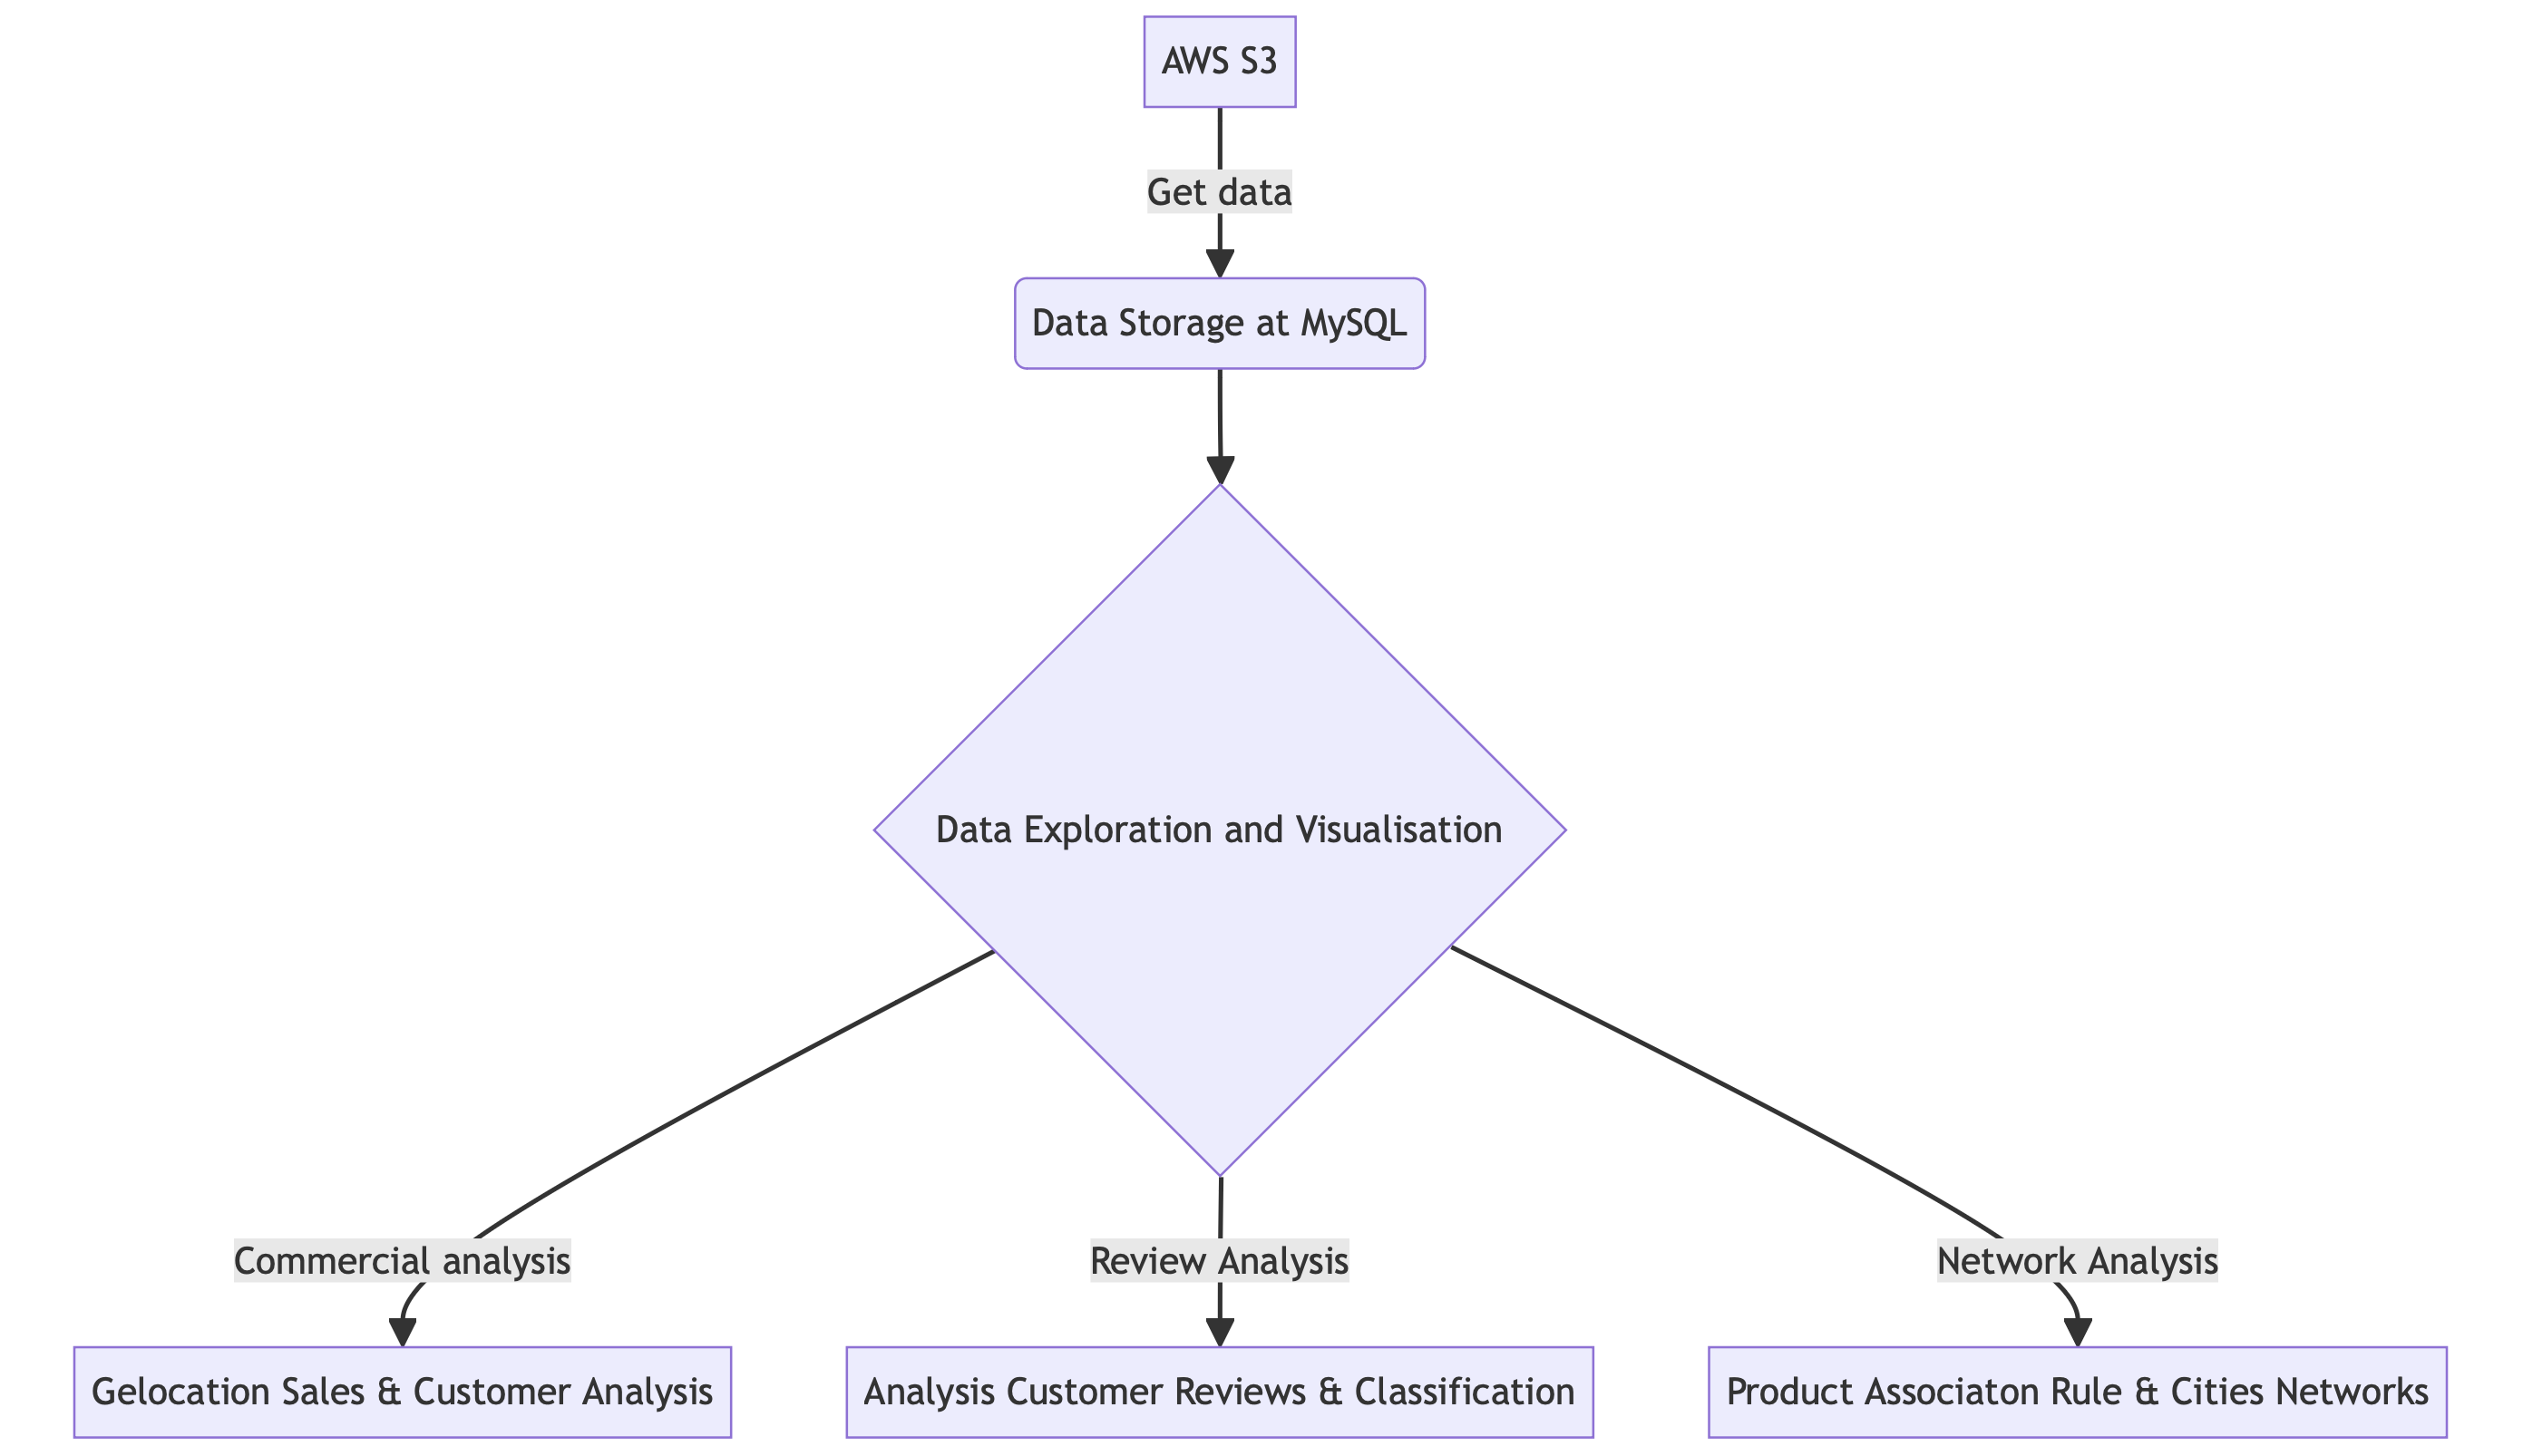 AWS S3
Get data
Data Storage at MySQL
Data Exploration and Visualisation
Commercial analysis
Review Analysis
Network Analysis
Gelocation Sales & Customer Analysis
Analysis Customer Reviews & Classification
Product Associaton Rule & Cities Networks